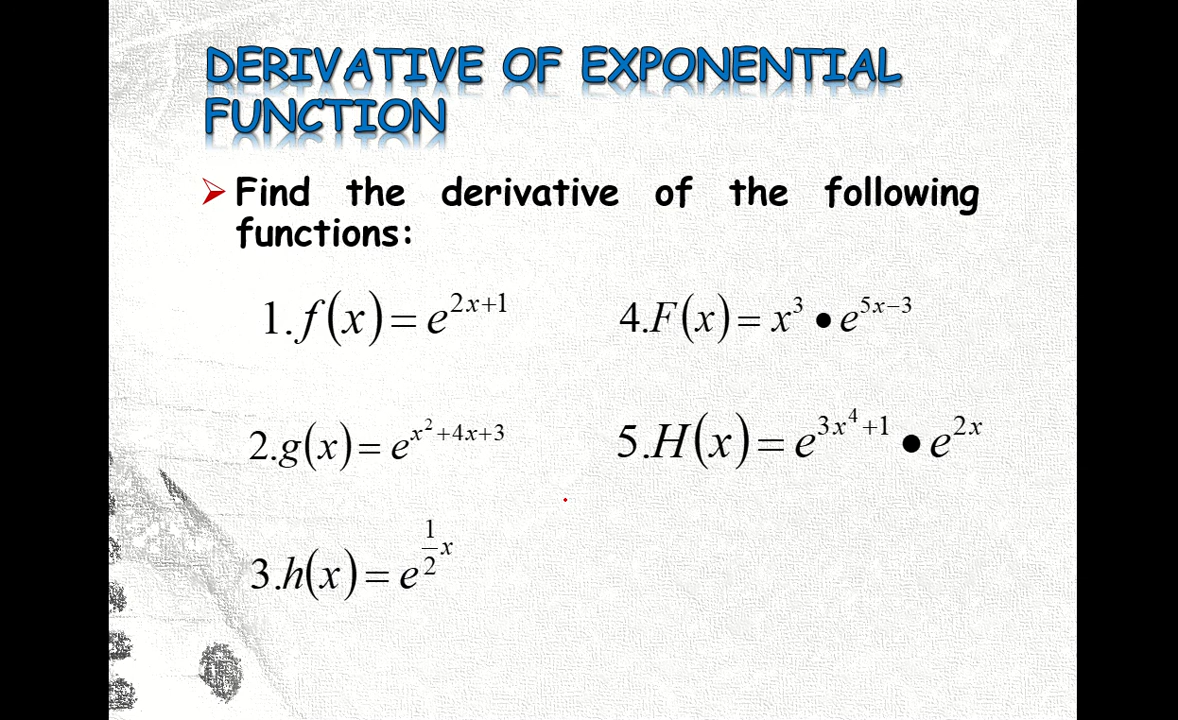 DERIVATIVE OF EXPONENTIAL
FUNCTION
➢ Find the derivative of the following
functions:
1.f(x) = e^{2x+1}
4.F(x) = x^{3} • e^{5x−3}
2.g(x) = e^{x^{2}+4x+3}
5.H(x) = e^{3x^{4}+1} • e^{2x}
3.h(x) = e^{\frac{1}{2}x}